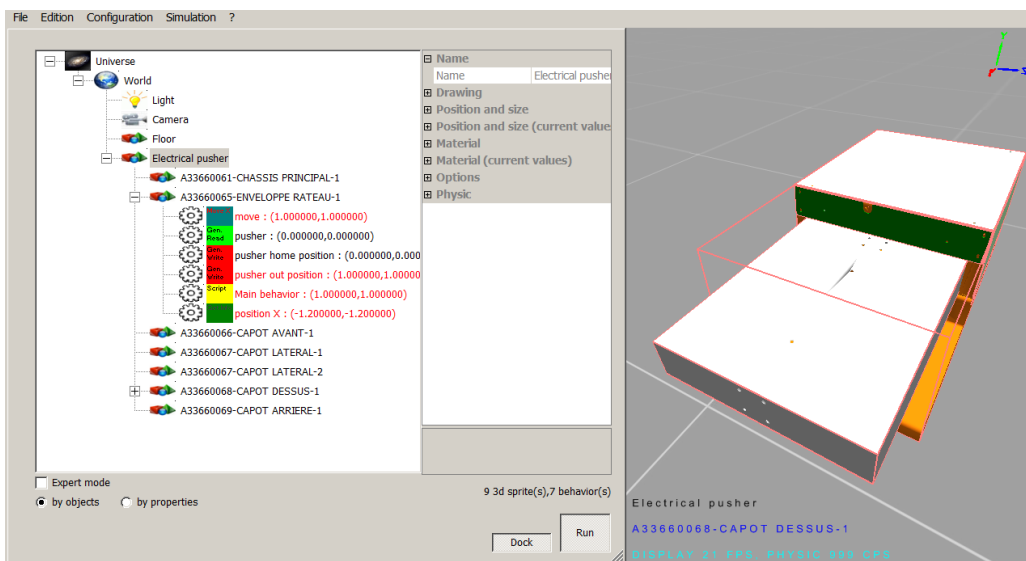 File Edition Configuration Simulation ?
Universe
World
Light
Camera
Floor
Electrical pusher
A33660061-CHASSIS PRINCIPAL-1
A33660065-ENVELOPPE RATEAU-1
move : (1.000000,1.000000)
Gen. Read pusher : (0.000000,0.000000)
Gen. Write pusher home position : (0.000000,0.000
Gen. Write pusher out position : (1.000000,1.00000
Script Main behavior : (1.000000,1.000000)
position X : (-1.200000,-1.200000)
A33660066-CAPOT AVANT-1
A33660067-CAPOT LATERAL-1
A33660067-CAPOT LATERAL-2
A33660068-CAPOT DESSUS-1
A33660069-CAPOT ARRIERE-1
Name
Name Electrical pusher
Drawing
Position and size
Position and size (current value
Material
Material (current values)
Options
Physic
Expert mode
by objects by properties
9 3d sprite(s),7 behavior(s)
Dock
Run
Y
Electrical pusher
A33660068-CAPOT DESSUS-1
DISPLAY 21 FPS, PHYSIC 999 CPS